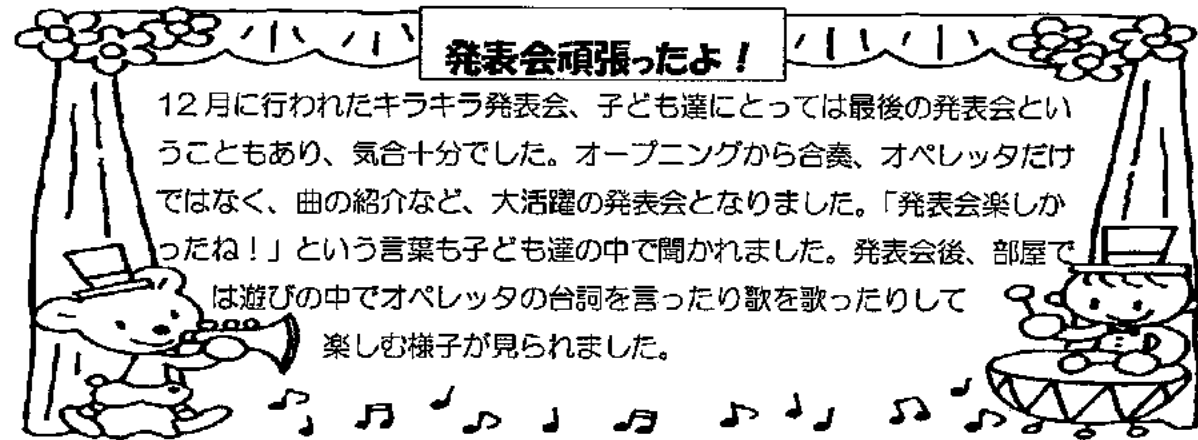 発表会頑張ったよ！
12月に行われたキラキラ発表会、子ども達にとっては最後の発表会とい
うこともあり、気合十分でした。オープニングから合奏、オペレッタだけ
ではなく、曲の紹介など、大活躍の発表会となりました。「発表会楽しか
ったね！」という言葉も子ども達の中で聞かれました。発表会後、部屋で
は遊びの中でオペレッタの台詞を言ったり歌を歌ったりして
楽しむ様子が見られました。